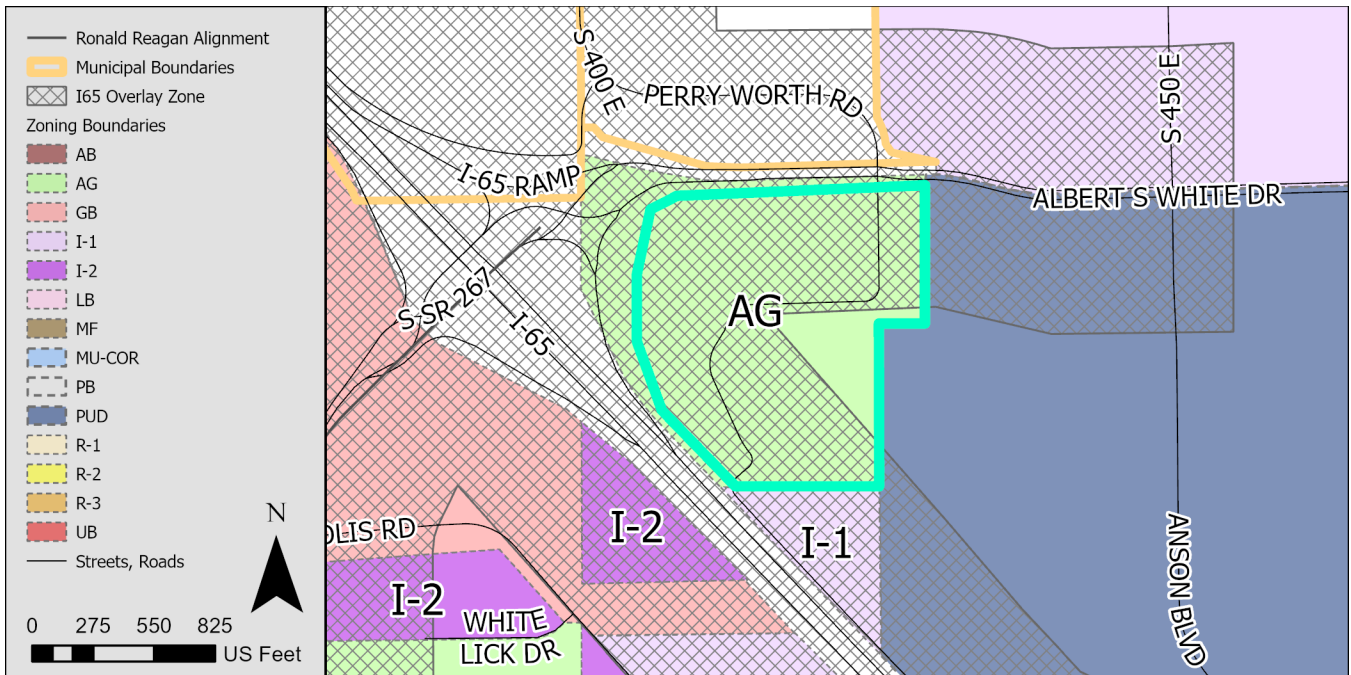 Ronald Reagan Alignment
Municipal Boundaries
I65 Overlay Zone
Zoning Boundaries
AB
AG
GB
I-1
I-2
LB
MF
MU-COR
PB
PUD
R-1
R-2
R-3
UB
Streets, Roads
N
0 275 550 825
US Feet
S 400 E
PERRY WORTH RD
S 450 E
I-65 RAMP
ALBERT S WHITE DR
S SR 267
I-65
AG
I-2
I-1
OLIS RD
I-2
WHITE
LICK DR
ANSON BLVD